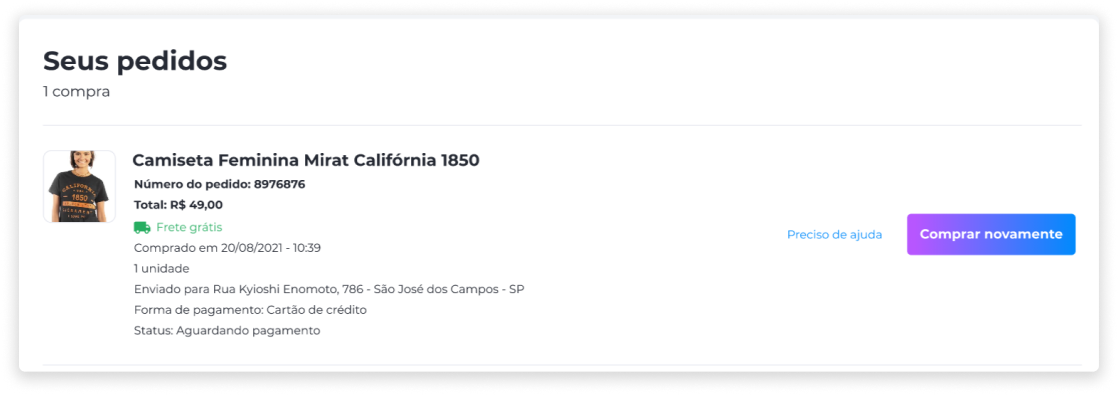 Seus pedidos
1 compra
Camiseta Feminina Mirat Califórnia 1850
Número do pedido: 8976876
Total: R$ 49,00
Frete grátis
Comprado em 20/08/2021 - 10:39
1 unidade
Enviado para Rua Kyioshi Enomoto, 786 - São José dos Campos - SP
Forma de pagamento: Cartão de crédito
Status: Aguardando pagamento
Preciso de ajuda
Comprar novamente
CALIFORNIA
1850